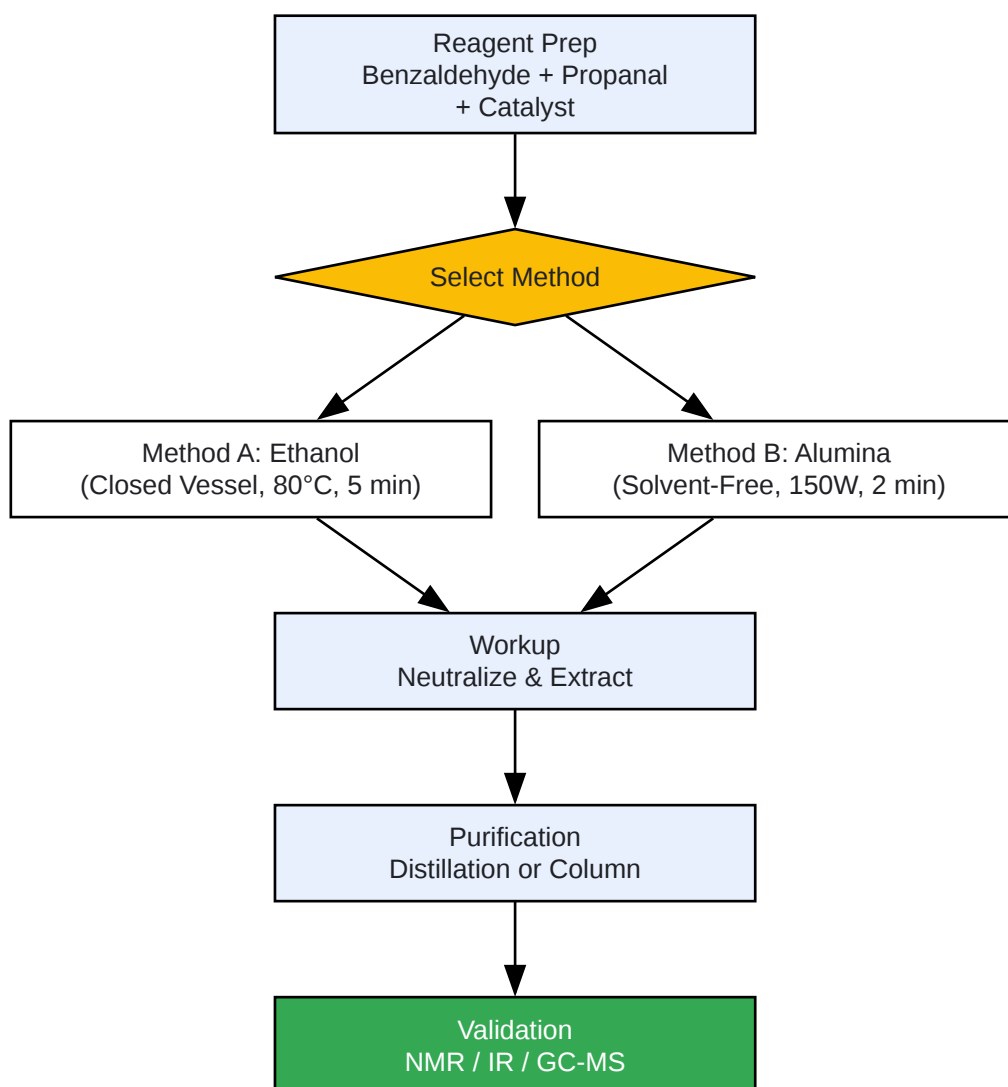 Reagent Prep
Benzaldehyde + Propanal
+ Catalyst
Select Method
Method A: Ethanol
(Closed Vessel, 80°C, 5 min)
Method B: Alumina
(Solvent-Free, 150W, 2 min)
Workup
Neutralize & Extract
Purification
Distillation or Column
Validation
NMR / IR / GC-MS